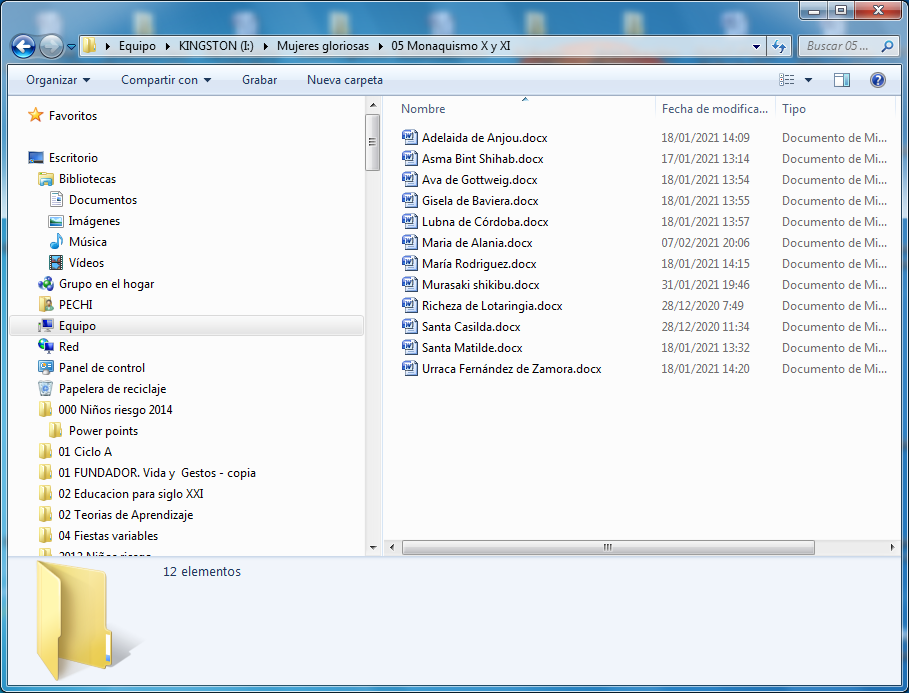 Equipo ▸ KINGSTON (I:) ▸ Mujeres gloriosas ▸ 05 Monaquismo X y XI
Buscar 05 ...
Organizar Compartir con Grabar Nueva carpeta
Favoritos
Escritorio
Bibliotecas
Documentos
Imágenes
Música
Vídeos
Grupo en el hogar
PECHI
Equipo
Red
Panel de control
Papelera de reciclaje
000 Niños riesgo 2014
Power points
01 Ciclo A
01 FUNDADOR. Vida y  Gestos - copia
02 Educacion para siglo XXI
02 Teorias de Aprendizaje
04 Fiestas variables
Nombre Fecha de modifica... Tipo
Adelaida de Anjou.docx 18/01/2021 14:09 Documento de Mi...
Asma Bint Shihab.docx 17/01/2021 13:14 Documento de Mi...
Ava de Gottweig.docx 18/01/2021 13:54 Documento de Mi...
Gisela de Baviera.docx 18/01/2021 13:55 Documento de Mi...
Lubna de Córdoba.docx 18/01/2021 13:57 Documento de Mi...
Maria de Alania.docx 07/02/2021 20:06 Documento de Mi...
María Rodriguez.docx 18/01/2021 14:15 Documento de Mi...
Murasaki shikibu.docx 31/01/2021 19:46 Documento de Mi...
Richeza de Lotaringia.docx 28/12/2020 7:49 Documento de Mi...
Santa Casilda.docx 28/12/2020 11:34 Documento de Mi...
Santa Matilde.docx 18/01/2021 13:32 Documento de Mi...
Urraca Fernández de Zamora.docx 18/01/2021 14:20 Documento de Mi...
12 elementos